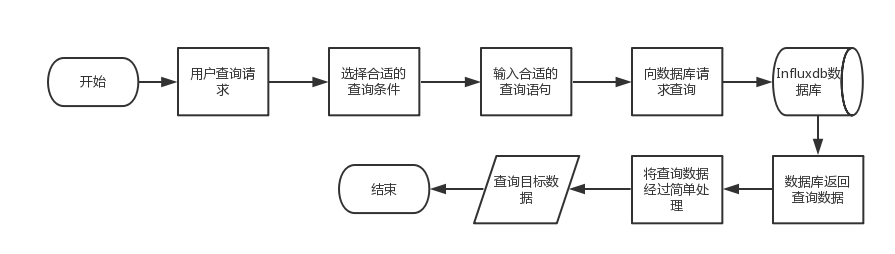 开始
用户查询请
求
选择合适的
查询条件
输入合适的
查询语句
向数据库请
求查询
Influxdb数
据库
数据库返回
查询数据
将查询数据
经过简单处
理
查询目标数
据
结束